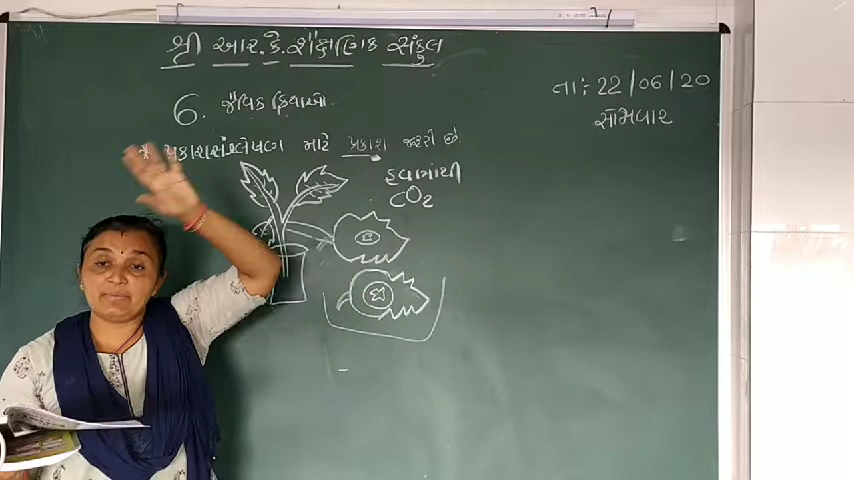 શ્રી આર.કે. શૈક્ષણિક સંકુલ
તા: 22/06/20
સોમવાર
6. જૈવિક ક્રિયાઓ.
* પ્રકાશસંશ્લેષણ માટે પ્રકાશ જરૂરી છે.
હવામાંથી
CO2